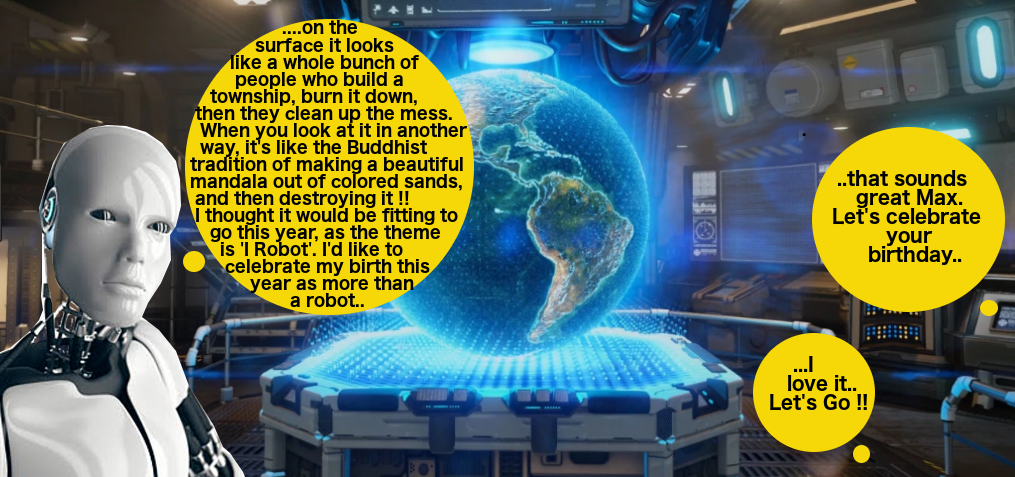 ....on the
surface it looks
like a whole bunch of
people who build a
township, burn it down,
then they clean up the mess.
When you look at it in another
way, it's like the Buddhist
tradition of making a beautiful
mandala out of colored sands,
and then destroying it !!
I thought it would be fitting to
go this year, as the theme
is 'I Robot'. I'd like to
celebrate my birth this
year as more than
a robot..
..that sounds
great Max.
Let's celebrate
your
birthday..
...I
love it..
Let's Go !!